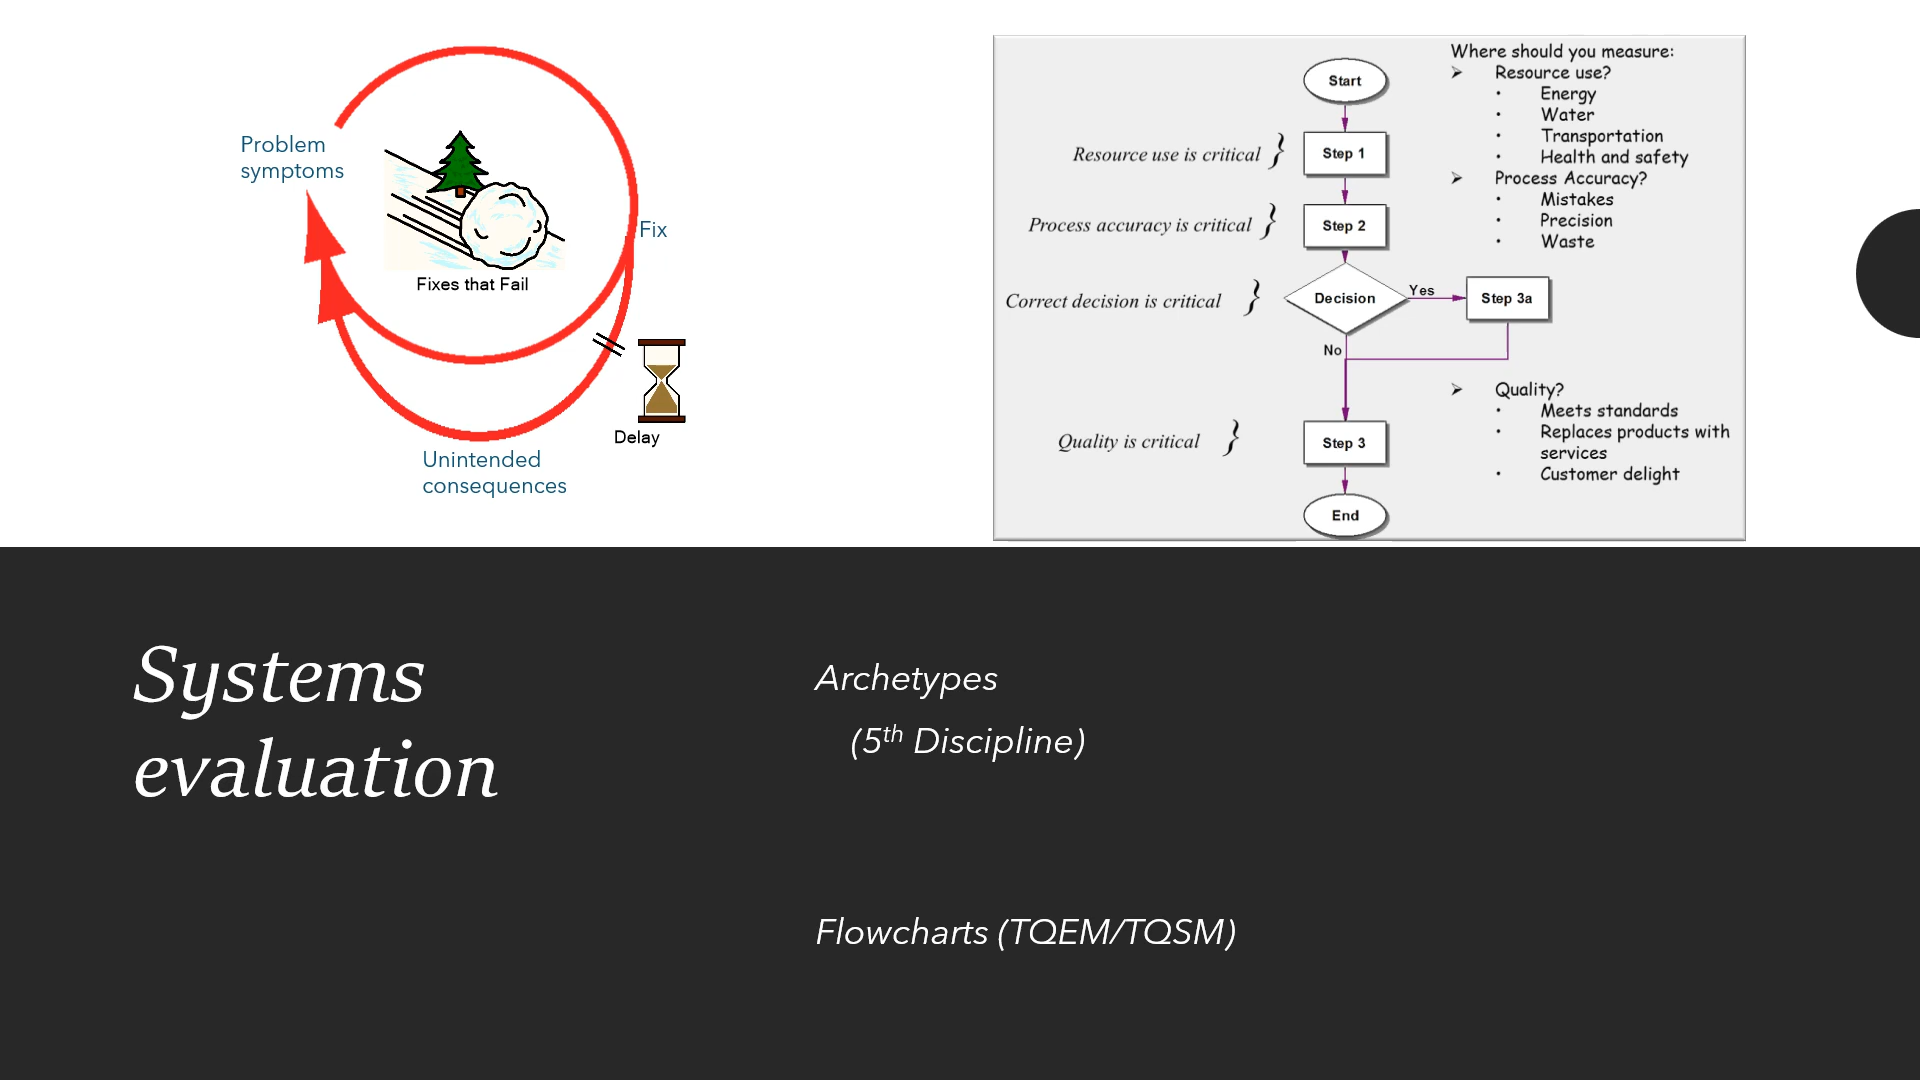 Problem
symptoms
Fix
Fixes that Fail
Delay
Unintended
consequences
Where should you measure:
➢ Resource use?
• Energy
• Water
• Transportation
• Health and safety
➢ Process Accuracy?
• Mistakes
• Precision
• Waste
➢ Quality?
• Meets standards
• Replaces products with
services
• Customer delight
Start
Resource use is critical }
Step 1
Process accuracy is critical }
Step 2
Correct decision is critical }
Decision
Yes
Step 3a
No
Quality is critical }
Step 3
End
Systems
evaluation
Archetypes
(5th Discipline)
Flowcharts (TQEM/TQSM)